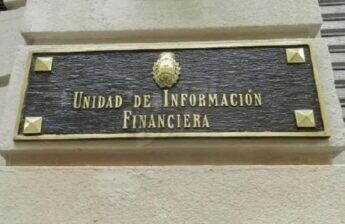 UNIDAD DE INFORMACIÓN
FINANCIERA